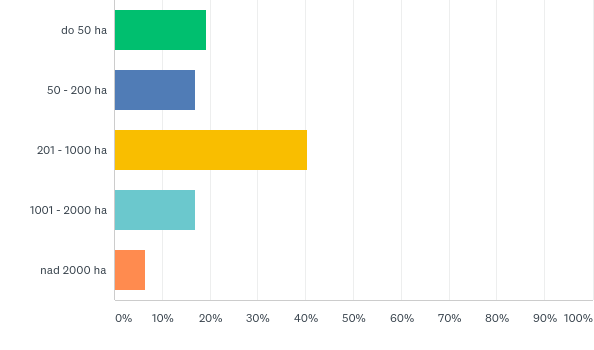 do 50 ha
50 - 200 ha
201 - 1000 ha
1001 - 2000 ha
nad 2000 ha
0% 10% 20% 30% 40% 50% 60% 70% 80% 90% 100%